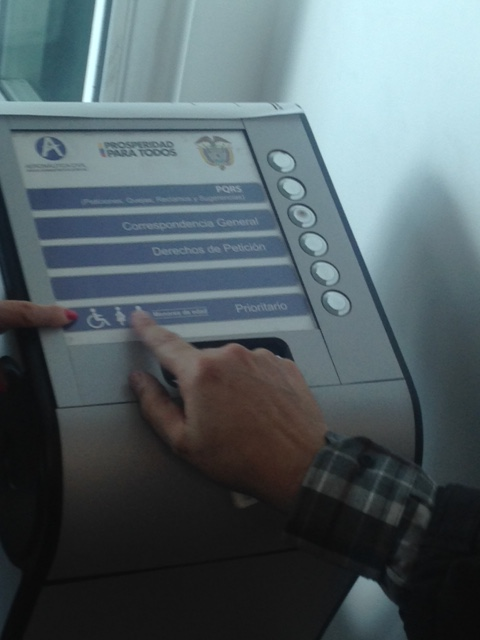 PROSPERIDAD
PARA TODOS
PQRS
(Peticiones, Quejas, Reclamos y Sugerencias)
Correspondencia General
Derechos de Petición
Prioritario